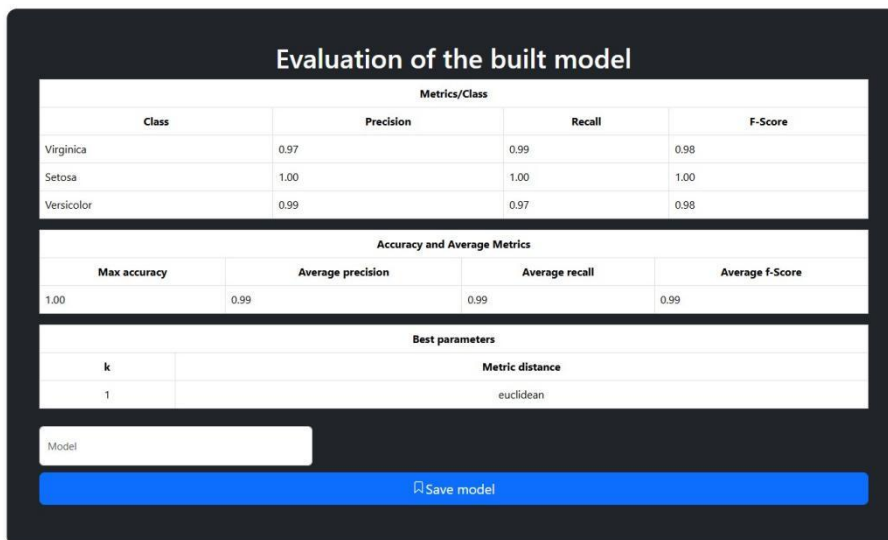 Evaluation of the built model
Metrics/Class
Class Precision Recall F-Score
Virginica 0.97 0.99 0.98
Setosa 1.00 1.00 1.00
Versicolor 0.99 0.97 0.98
Accuracy and Average Metrics
Max accuracy Average precision Average recall Average f-Score
1.00 0.99 0.99 0.99
Best parameters
k Metric distance
1 euclidean
Model
Save model